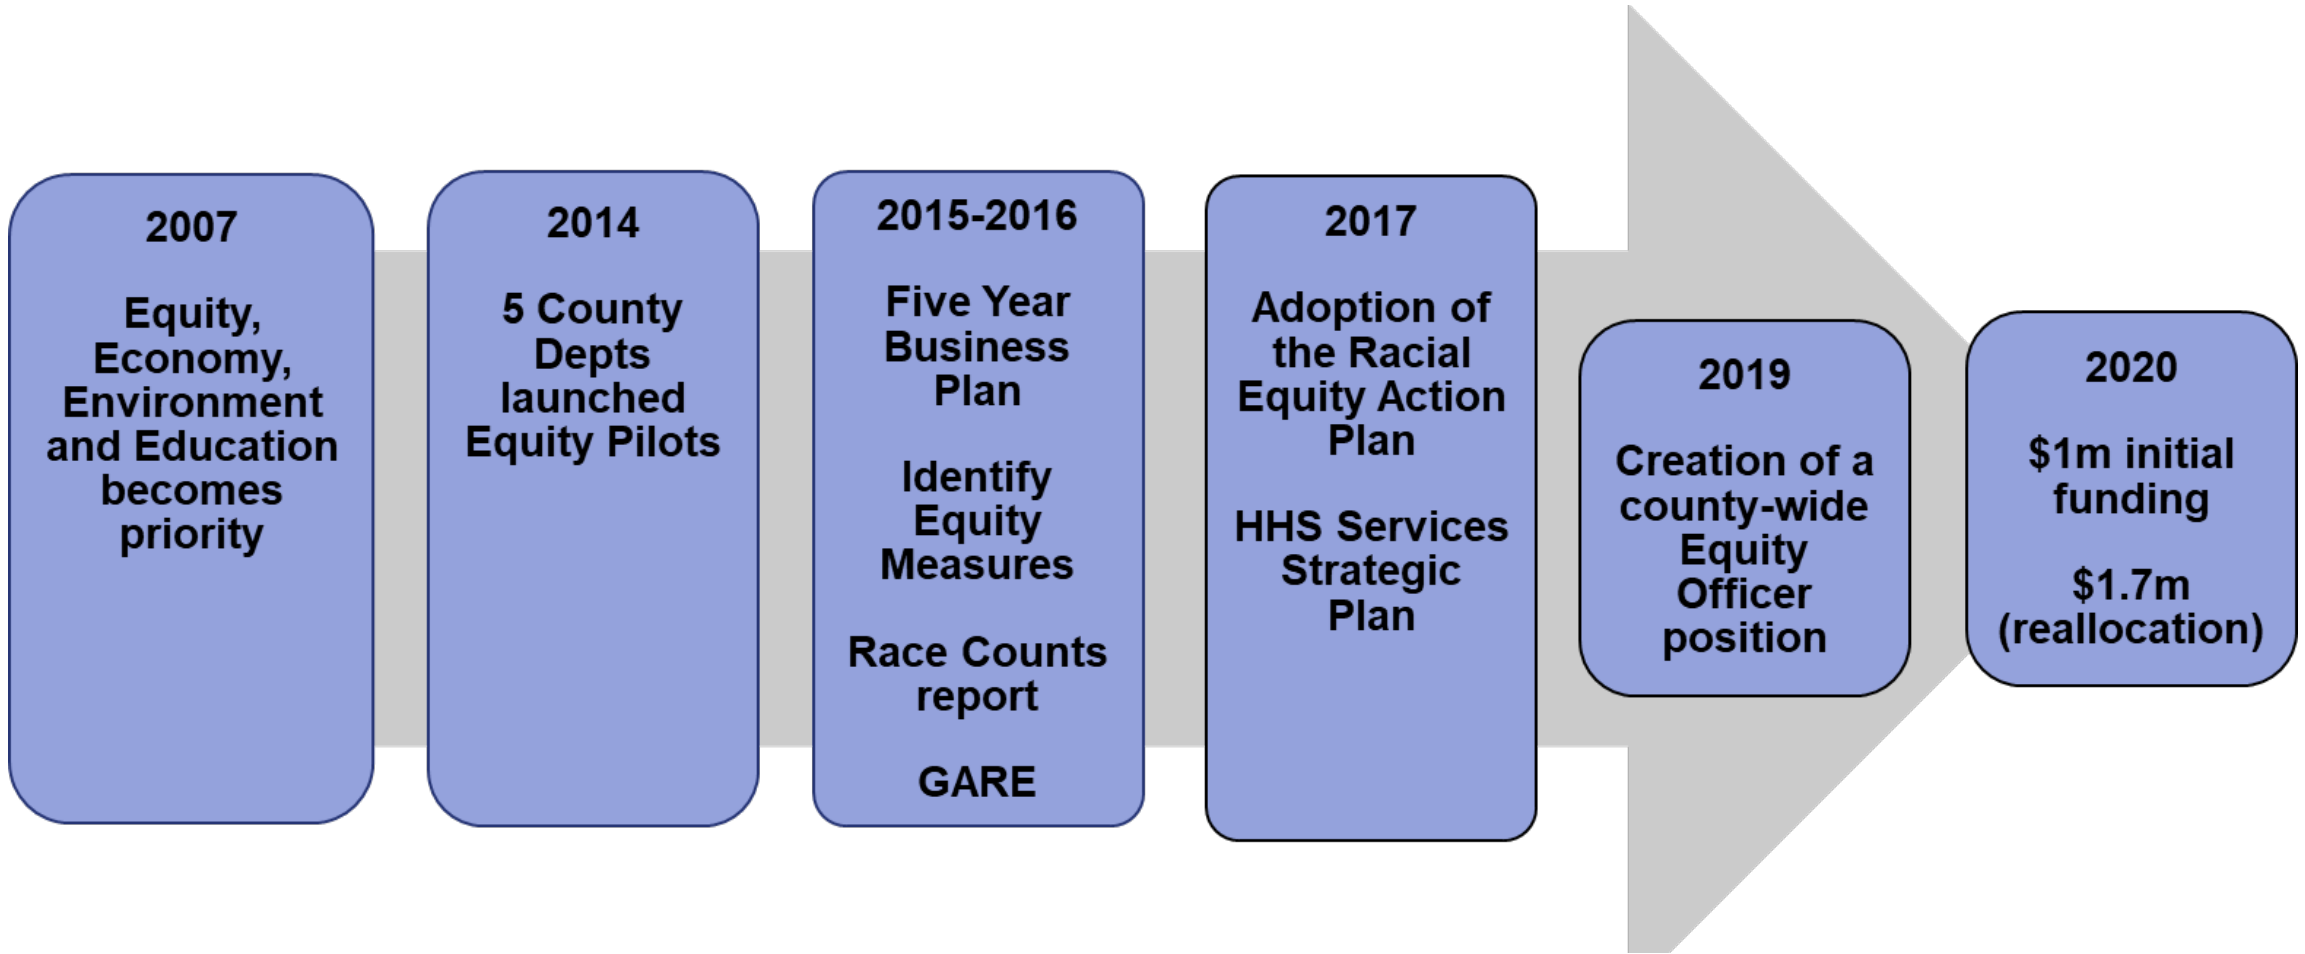 2007
Equity,
Economy,
Environment
and Education
becomes
priority
2014
5 County
Depts
launched
Equity Pilots
2015-2016
Five Year
Business
Plan
Identify
Equity
Measures
Race Counts
report
GARE
2017
Adoption of
the Racial
Equity Action
Plan
HHS Services
Strategic
Plan
2019
Creation of a
county-wide
Equity
Officer
position
2020
$1m initial
funding
$1.7m
(reallocation)